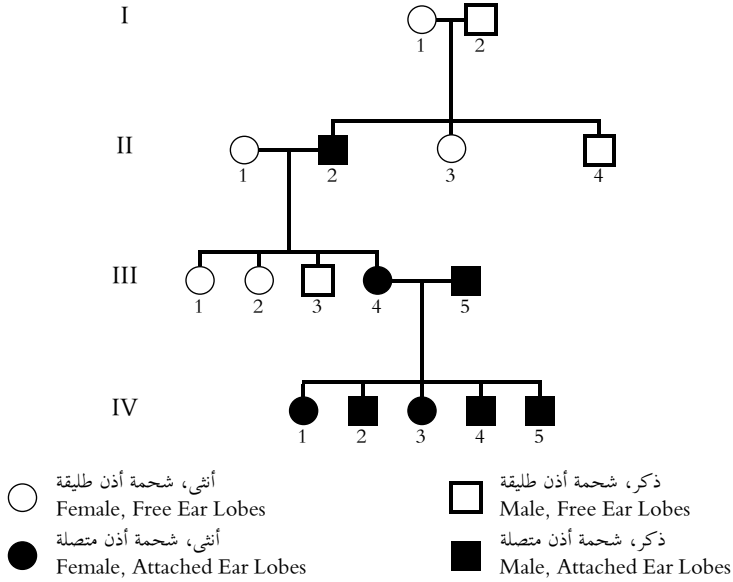 I
1 2
II
1 2 3 4
III
1 2 3 4 5
IV
1 2 3 4 5
أنثى، شحمة أذن طليقة
Female, Free Ear Lobes
ذكر، شحمة أذن طليقة
Male, Free Ear Lobes
أنثى، شحمة أذن متصلة
Female, Attached Ear Lobes
ذكر، شحمة أذن متصلة
Male, Attached Ear Lobes